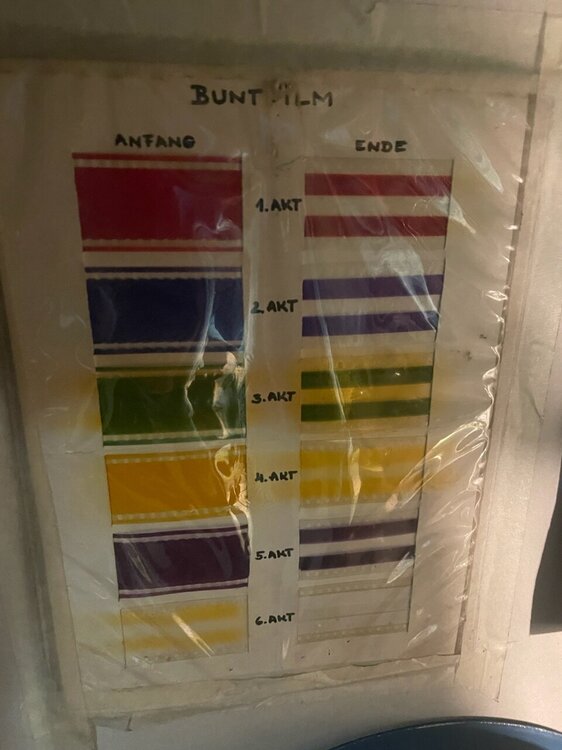 BUNTFILM
ANFANG ENDE
1. AKT
2. AKT
3. AKT
4. AKT
5. AKT
6. AKT